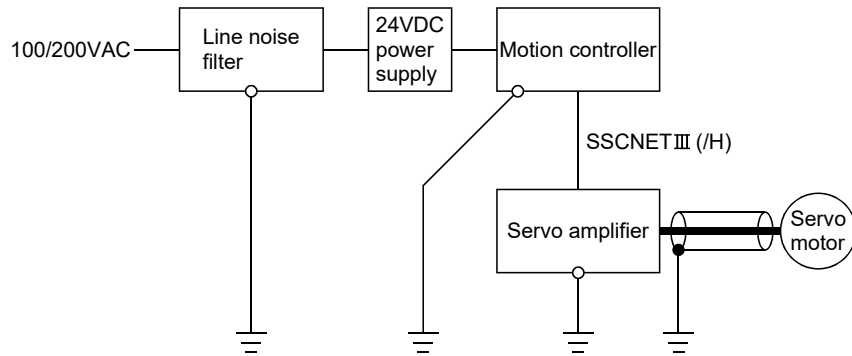 100/200VAC
Line noise
filter
24VDC
power
supply
Motion controller
SSCNETⅢ (/H)
Servo amplifier
Servo
motor